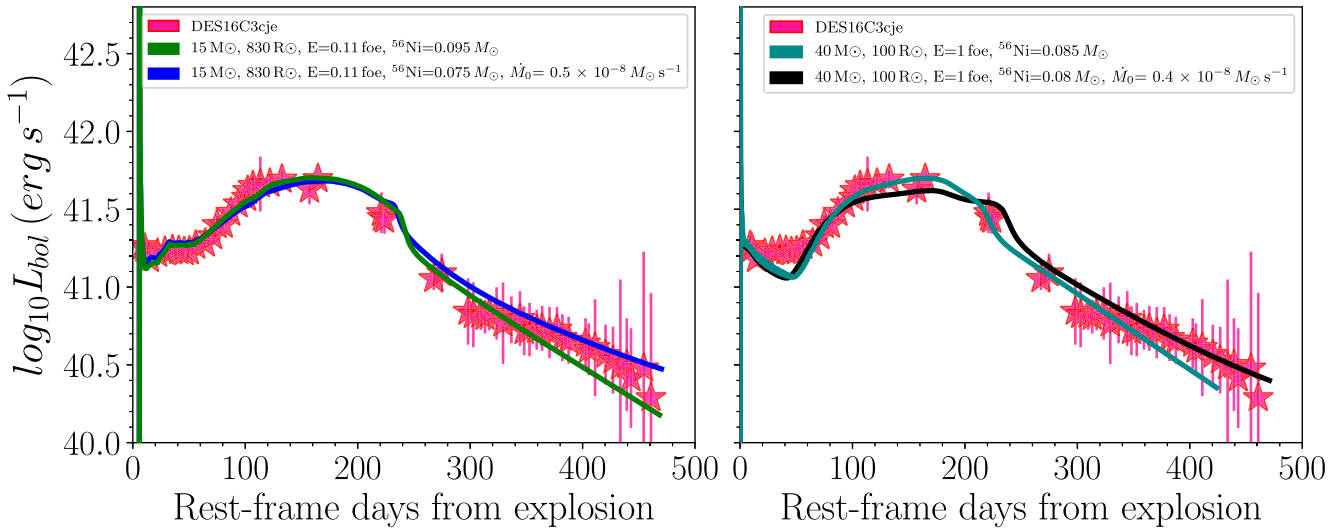 DES16C3cje
15 M⊙, 830 R⊙, E=0.11 foe, ⁵⁶Ni=0.095 M⊙
15 M⊙, 830 R⊙, E=0.11 foe, ⁵⁶Ni=0.075 M⊙, Ṁ₀= 0.5 × 10⁻⁸ M⊙ s⁻¹
42.5
42.0
41.5
41.0
40.5
40.0
log₁₀L_bol (erg s⁻¹)
0 100 200 300 400 500
Rest-frame days from explosion
DES16C3cje
40 M⊙, 100 R⊙, E=1 foe, ⁵⁶Ni=0.085 M⊙
40 M⊙, 100 R⊙, E=1 foe, ⁵⁶Ni=0.08 M⊙, Ṁ₀= 0.4 × 10⁻⁸ M⊙ s⁻¹
0 100 200 300 400 500
Rest-frame days from explosion